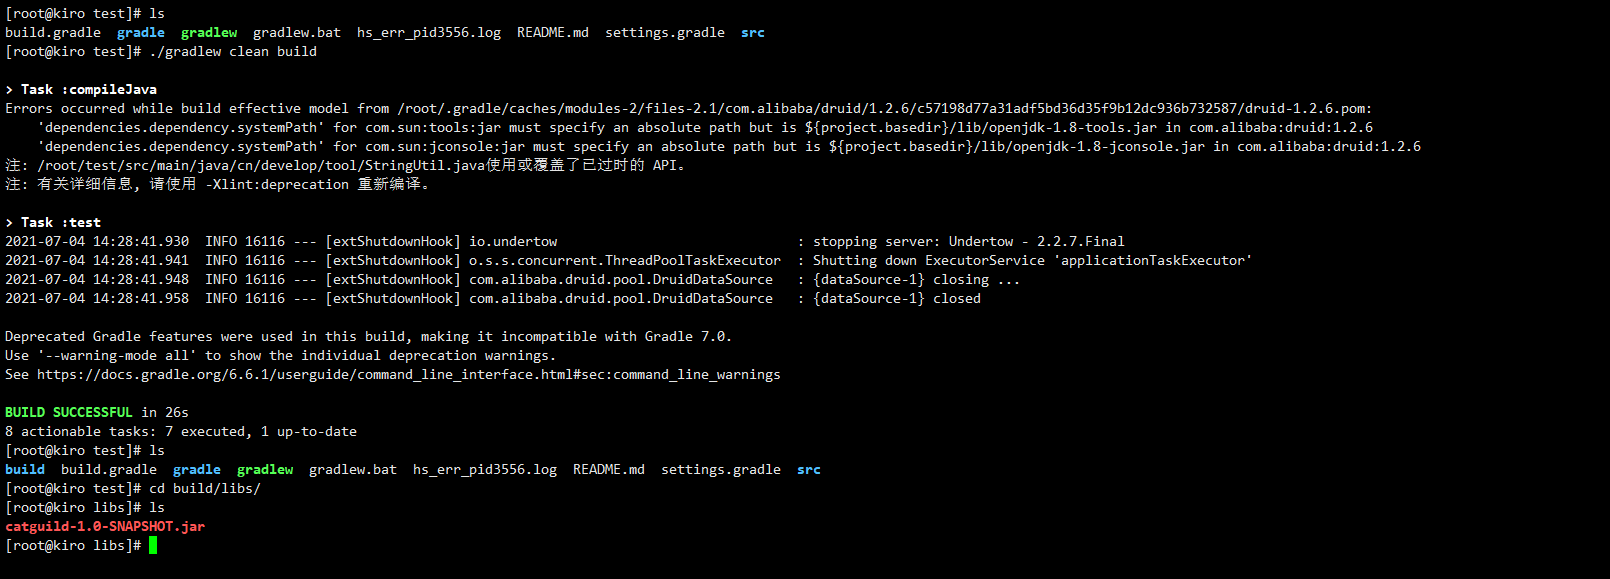 [root@kiro test]# ls
build.gradle  gradle  gradlew  gradlew.bat  hs_err_pid3556.log  README.md  settings.gradle  src
[root@kiro test]# ./gradlew clean build
> Task :compileJava
Errors occurred while build effective model from /root/.gradle/caches/modules-2/files-2.1/com.alibaba/druid/1.2.6/c57198d77a31adf5bd36d35f9b12dc936b732587/druid-1.2.6.pom:
    'dependencies.dependency.systemPath' for com.sun:tools:jar must specify an absolute path but is ${project.basedir}/lib/openjdk-1.8-tools.jar in com.alibaba:druid:1.2.6
    'dependencies.dependency.systemPath' for com.sun:jconsole:jar must specify an absolute path but is ${project.basedir}/lib/openjdk-1.8-jconsole.jar in com.alibaba:druid:1.2.6
注: /root/test/src/main/java/cn/develop/tool/StringUtil.java使用或覆盖了已过时的 API。
注: 有关详细信息, 请使用 -Xlint:deprecation 重新编译。
> Task :test
2021-07-04 14:28:41.930  INFO 16116 --- [extShutdownHook] io.undertow                              : stopping server: Undertow - 2.2.7.Final
2021-07-04 14:28:41.941  INFO 16116 --- [extShutdownHook] o.s.s.concurrent.ThreadPoolTaskExecutor  : Shutting down ExecutorService 'applicationTaskExecutor'
2021-07-04 14:28:41.948  INFO 16116 --- [extShutdownHook] com.alibaba.druid.pool.DruidDataSource   : {dataSource-1} closing ...
2021-07-04 14:28:41.958  INFO 16116 --- [extShutdownHook] com.alibaba.druid.pool.DruidDataSource   : {dataSource-1} closed
Deprecated Gradle features were used in this build, making it incompatible with Gradle 7.0.
Use '--warning-mode all' to show the individual deprecation warnings.
See https://docs.gradle.org/6.6.1/userguide/command_line_interface.html#sec:command_line_warnings
BUILD SUCCESSFUL in 26s
8 actionable tasks: 7 executed, 1 up-to-date
[root@kiro test]# ls
build  build.gradle  gradle  gradlew  gradlew.bat  hs_err_pid3556.log  README.md  settings.gradle  src
[root@kiro test]# cd build/libs/
[root@kiro libs]# ls
catguild-1.0-SNAPSHOT.jar
[root@kiro libs]#